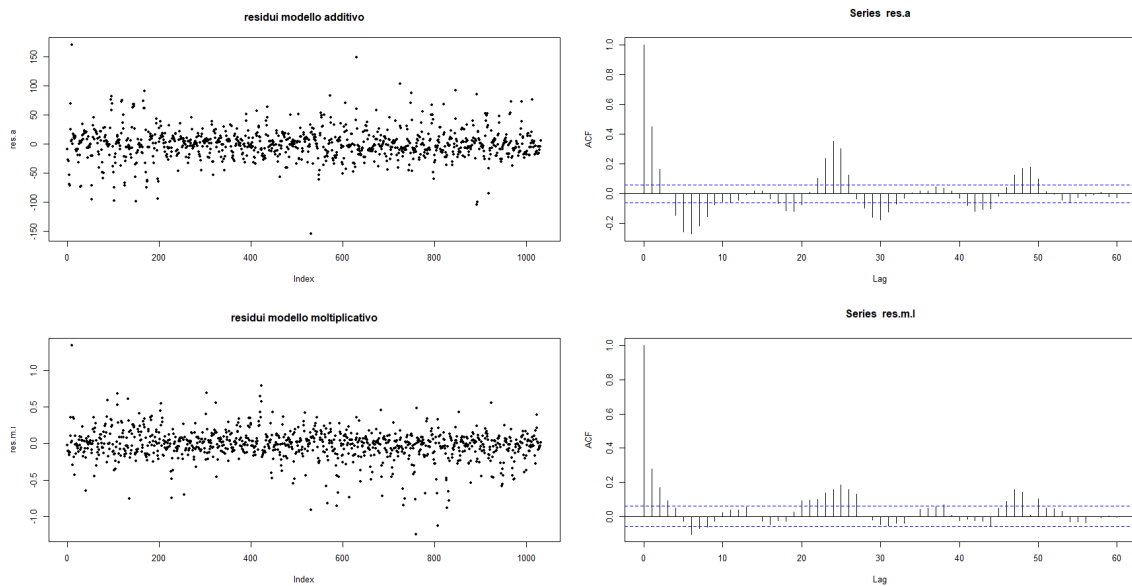 residui modello additivo
res.a
150
100
50
0
-50
-100
-150
0 200 400 600 800 1000
Index
Series res.a
ACF
1.0
0.8
0.6
0.4
0.2
0.0
-0.2
0 10 20 30 40 50 60
Lag
residui modello moltiplicativo
res.m.l
1.0
0.5
0.0
-0.5
-1.0
0 200 400 600 800 1000
Index
Series res.m.l
ACF
1.0
0.8
0.6
0.4
0.2
0.0
0 10 20 30 40 50 60
Lag